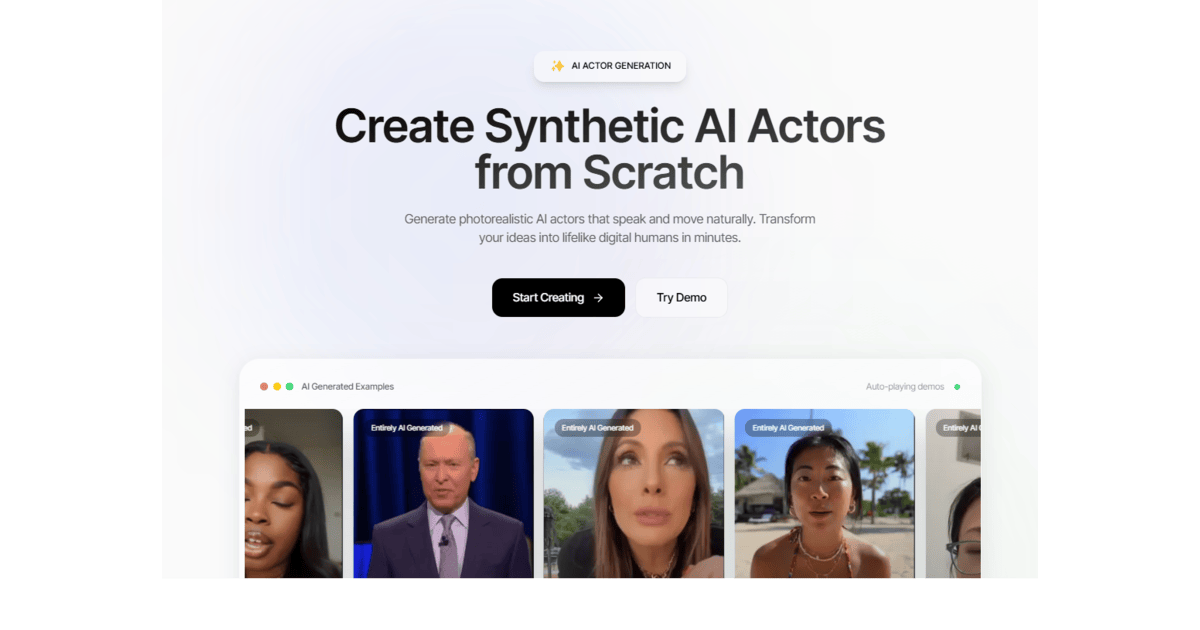 ✨ AI ACTOR GENERATION
Create Synthetic AI Actors
from Scratch
Generate photorealistic AI actors that speak and move naturally. Transform
your ideas into lifelike digital humans in minutes.
Start Creating →
Try Demo
AI Generated Examples
Auto-playing demos
ed
Entirely AI Generated
Entirely AI Generated
Entirely AI Generated
Entirely AI